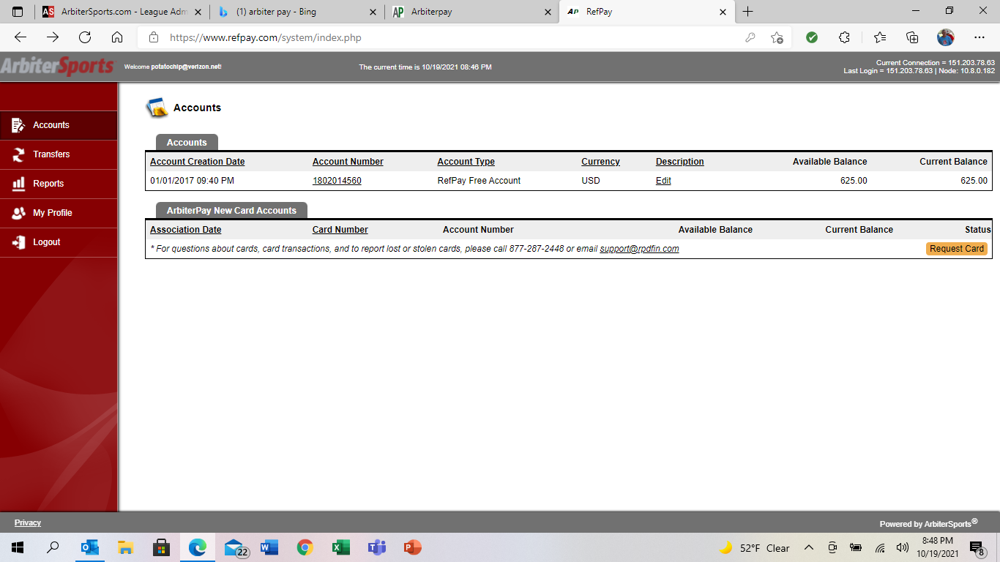 AS ArbiterSports.com - League Adm
(1) arbiter pay - Bing
AP Arbiterpay
AP RefPay
https://www.refpay.com/system/index.php
ArbiterSports
Welcome potatochip@verizon.net!
The current time is 10/19/2021 08:46 PM
Current Connection = 151.203.78.63
Last Login = 151.203.78.63 | Node: 10.8.0.182
Accounts
Transfers
Reports
My Profile
Logout
Accounts
Accounts
Account Creation Date Account Number Account Type Currency Description Available Balance Current Balance
01/01/2017 09:40 PM 1802014560 RefPay Free Account USD Edit 625.00 625.00
ArbiterPay New Card Accounts
Association Date Card Number Account Number Available Balance Current Balance Status
* For questions about cards, card transactions, and to report lost or stolen cards, please call 877-287-2448 or email support@rpdfin.com Request Card
Privacy
Powered by ArbiterSports®
22
52°F Clear
8:48 PM
10/19/2021
8